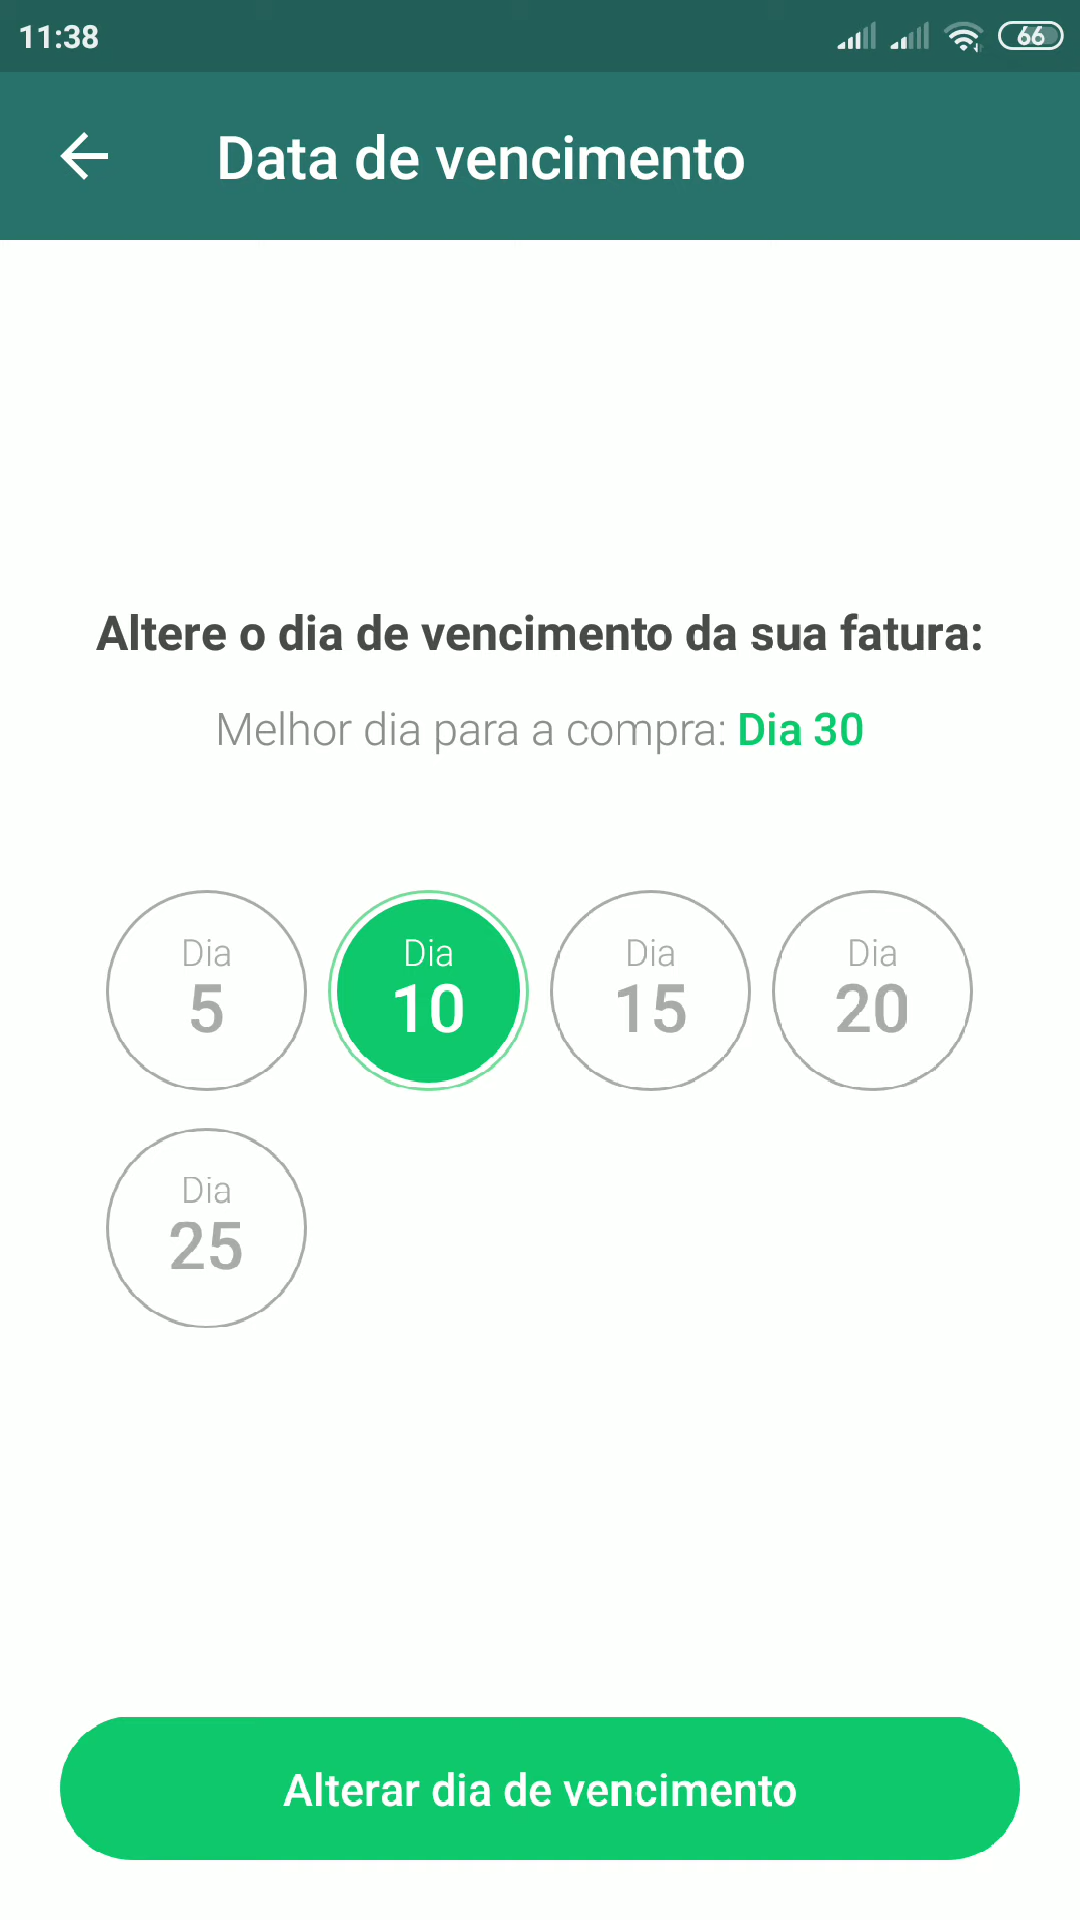 11:38
66
Data de vencimento
Altere o dia de vencimento da sua fatura:
Melhor dia para a compra: Dia 30
Dia
5
Dia
10
Dia
15
Dia
20
Dia
25
Alterar dia de vencimento